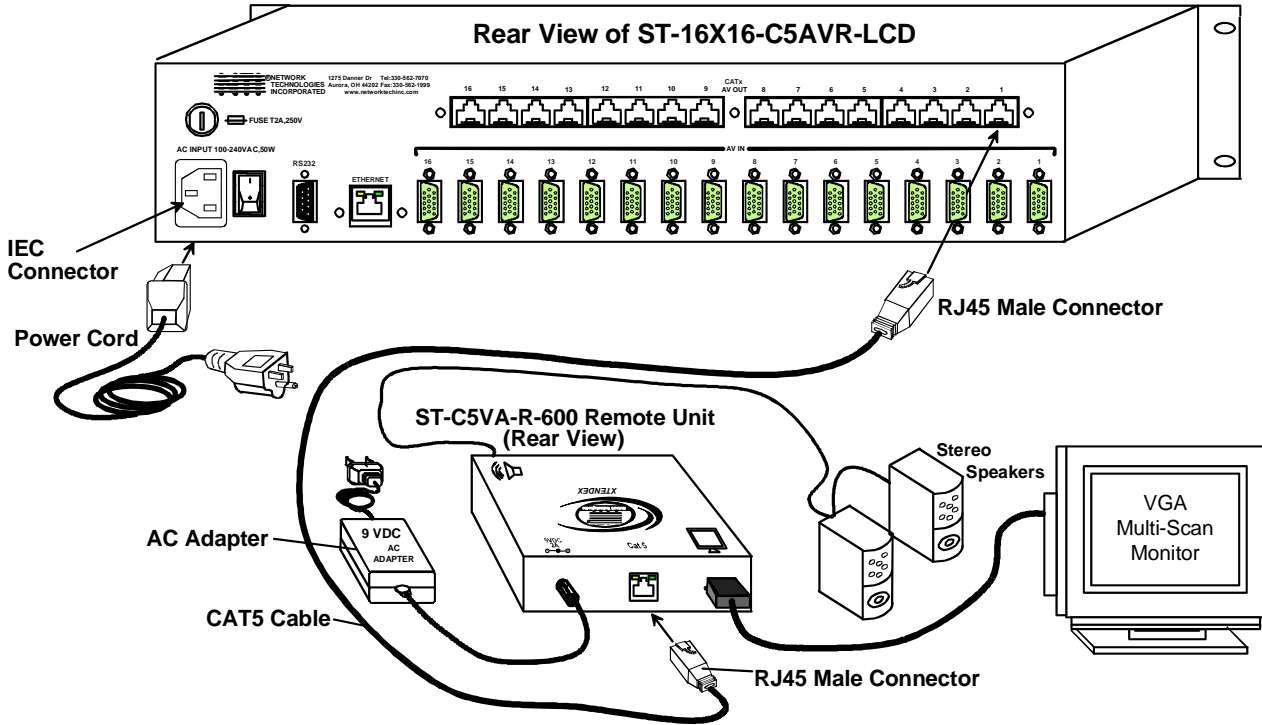 Rear View of ST-16X16-C5AVR-LCD
NETWORK
TECHNOLOGIES
INCORPORATED
®
1275 Danner Dr Tel:330-562-7070
Aurora, OH 44202 Fax:330-562-1999
www.networktechinc.com
CATx
AV OUT
16 15 14 13 12 11 10 9 8 7 6 5 4 3 2 1
FUSE T2A,250V
AC INPUT 100-240VAC,50W
RS232
ETHERNET
AV IN
16 15 14 13 12 11 10 9 8 7 6 5 4 3 2 1
IEC
Connector
Power Cord
RJ45 Male Connector
ST-C5VA-R-600 Remote Unit
(Rear View)
Stereo
Speakers
XTENDEX
9VDC
2A
Cat 5
VGA
Multi-Scan
Monitor
AC Adapter
9 VDC
AC
ADAPTER
CAT5 Cable
RJ45 Male Connector